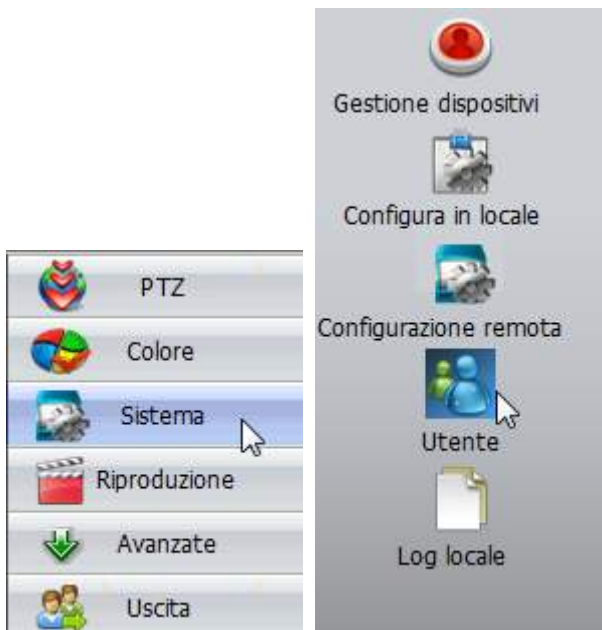 PTZ
Colore
Sistema
Riproduzione
Avanzate
Uscita
Gestione dispositivi
Configura in locale
Configurazione remota
Utente
Log locale